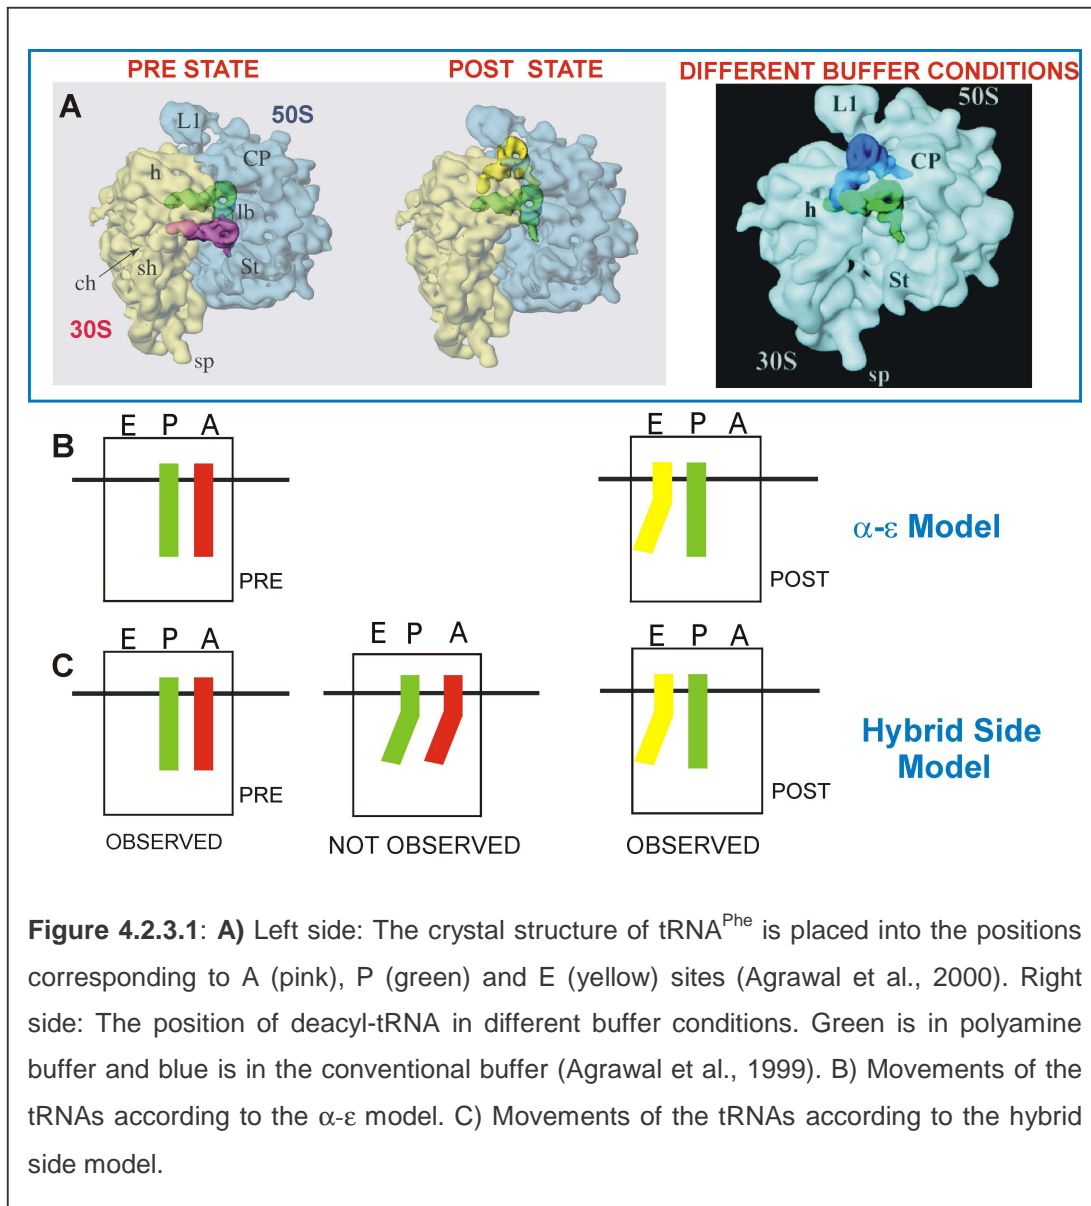 PRE STATE
POST STATE
DIFFERENT BUFFER CONDITIONS
A
L1
50S
CP
h
lb
sh
St
ch
30S
sp
L1
50S
CP
h
St
30S
sp
B
E P A
PRE
E P A
POST
α-ε Model
C
E P A
PRE
OBSERVED
E P A
NOT OBSERVED
E P A
POST
OBSERVED
Hybrid Side
Model
Figure 4.2.3.1: A) Left side: The crystal structure of tRNA^Phe is placed into the positions
corresponding to A (pink), P (green) and E (yellow) sites (Agrawal et al., 2000). Right
side: The position of deacyl-tRNA in different buffer conditions. Green is in polyamine
buffer and blue is in the conventional buffer (Agrawal et al., 1999). B) Movements of the
tRNAs according to the α-ε model. C) Movements of the tRNAs according to the hybrid
side model.